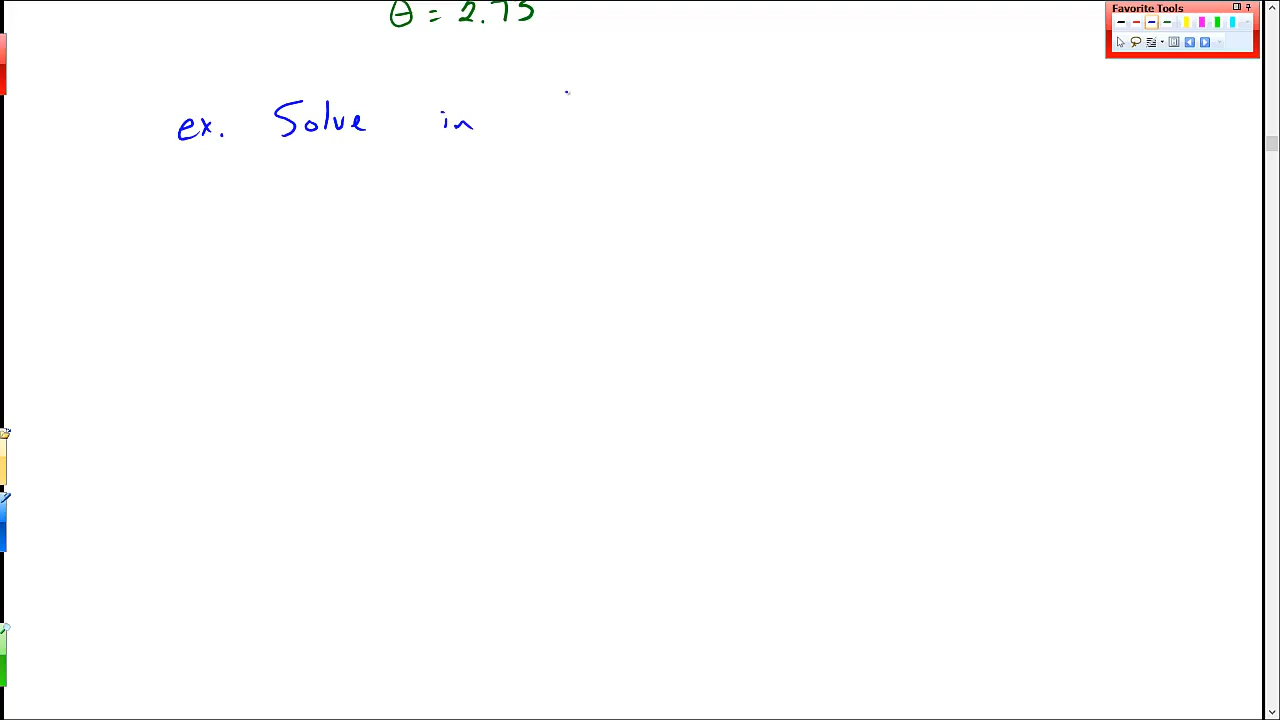 θ = 2.75
Favorite Tools
ex. Solve in